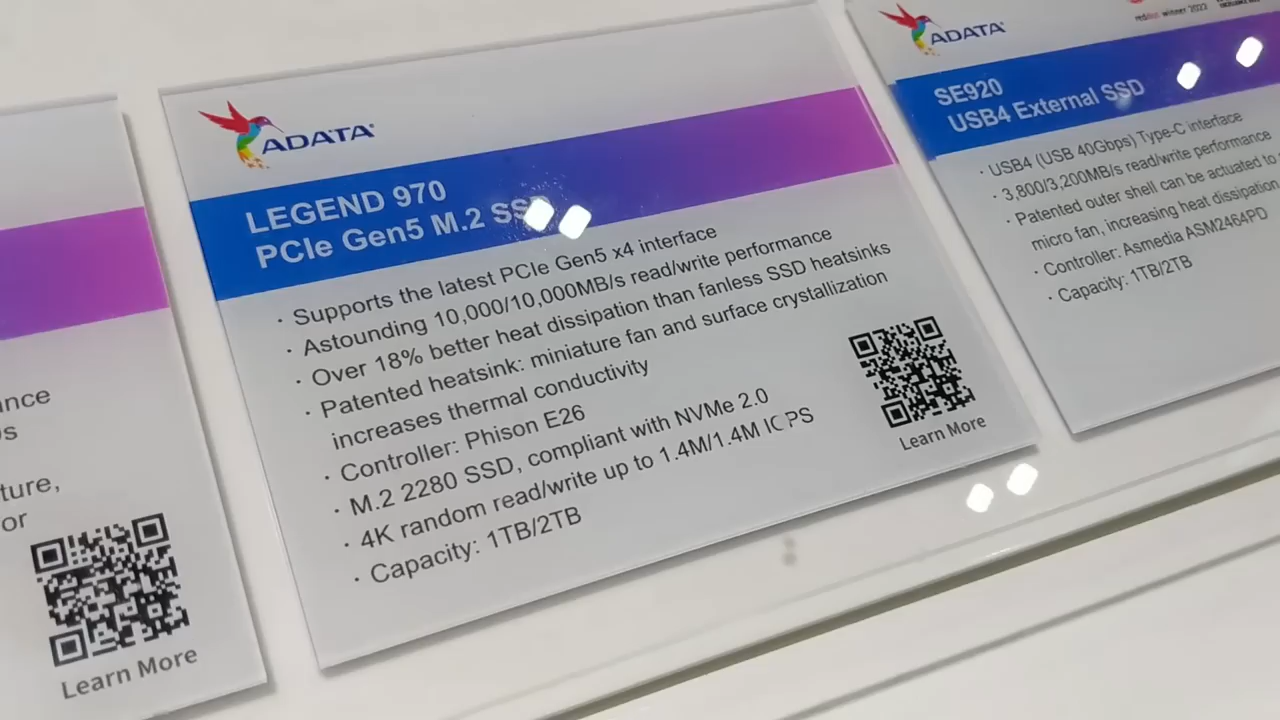 ance
Os
ture,
or
Learn More
ADATA
LEGEND 970
PCIe Gen5 M.2 SSD
· Supports the latest PCIe Gen5 x4 interface
· Astounding 10,000/10,000MB/s read/write performance
· Over 18% better heat dissipation than fanless SSD heatsinks
· Patented heatsink: miniature fan and surface crystallization
increases thermal conductivity
· Controller: Phison E26
· M.2 2280 SSD, compliant with NVMe 2.0
· 4K random read/write up to 1.4M/1.4M IOPS
· Capacity: 1TB/2TB
Learn More
ADATA
reddot winner 2023
SE920
USB4 External SSD
· USB4 (USB 40Gbps) Type-C interface
· 3,800/3,200MB/s read/write performance
· Patented outer shell can be actuated to
micro fan, increasing heat dissipation
· Controller: Asmedia ASM2464PD
· Capacity: 1TB/2TB